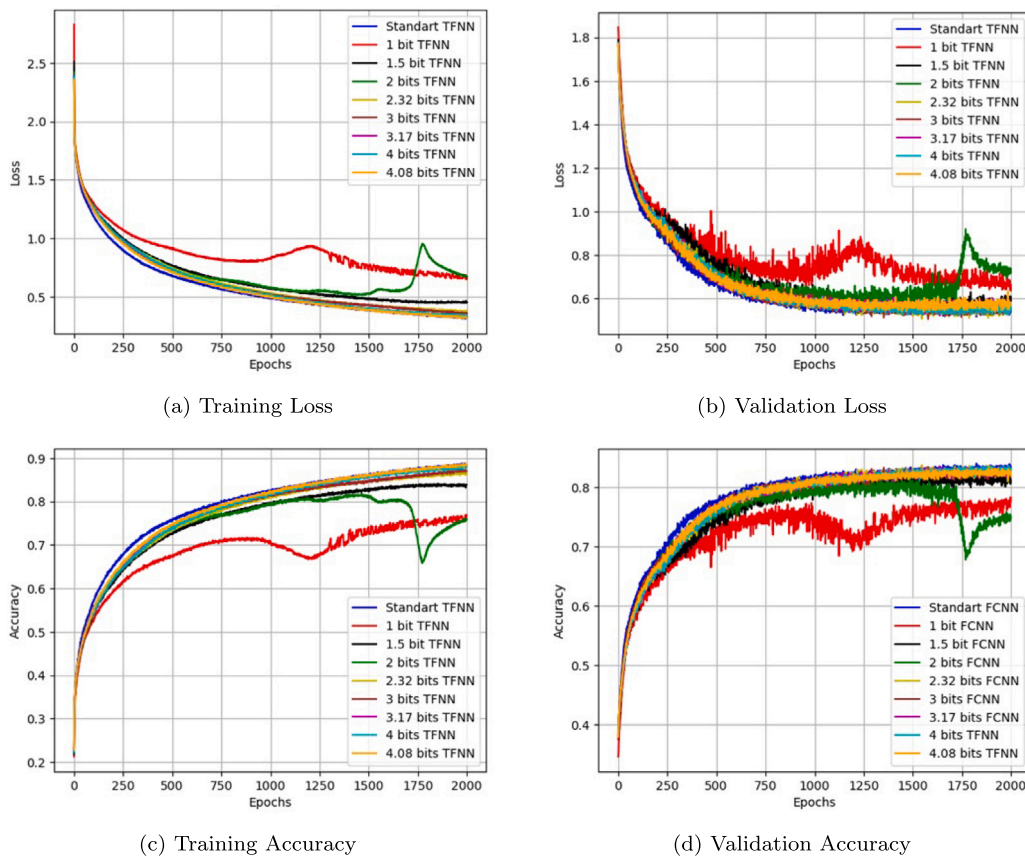 Standart TFNN
1 bit TFNN
1.5 bit TFNN
2 bits TFNN
2.32 bits TFNN
3 bits TFNN
3.17 bits TFNN
4 bits TFNN
4.08 bits TFNN
2.5
2.0
1.5
1.0
0.5
Loss
0 250 500 750 1000 1250 1500 1750 2000
Epochs
(a) Training Loss
Standart TFNN
1 bit TFNN
1.5 bit TFNN
2 bits TFNN
2.32 bits TFNN
3 bits TFNN
3.17 bits TFNN
4 bits TFNN
4.08 bits TFNN
1.8
1.6
1.4
1.2
1.0
0.8
0.6
Loss
0 250 500 750 1000 1250 1500 1750 2000
Epochs
(b) Validation Loss
0.9
0.8
0.7
0.6
0.5
0.4
0.3
0.2
Accuracy
Standart TFNN
1 bit TFNN
1.5 bit TFNN
2 bits TFNN
2.32 bits TFNN
3 bits TFNN
3.17 bits TFNN
4 bits TFNN
4.08 bits TFNN
0 250 500 750 1000 1250 1500 1750 2000
Epochs
(c) Training Accuracy
0.8
0.7
0.6
0.5
0.4
Accuracy
Standart FCNN
1 bit FCNN
1.5 bit FCNN
2 bits FCNN
2.32 bits FCNN
3 bits FCNN
3.17 bits FCNN
4 bits TFNN
4.08 bits TFNN
0 250 500 750 1000 1250 1500 1750 2000
Epochs
(d) Validation Accuracy